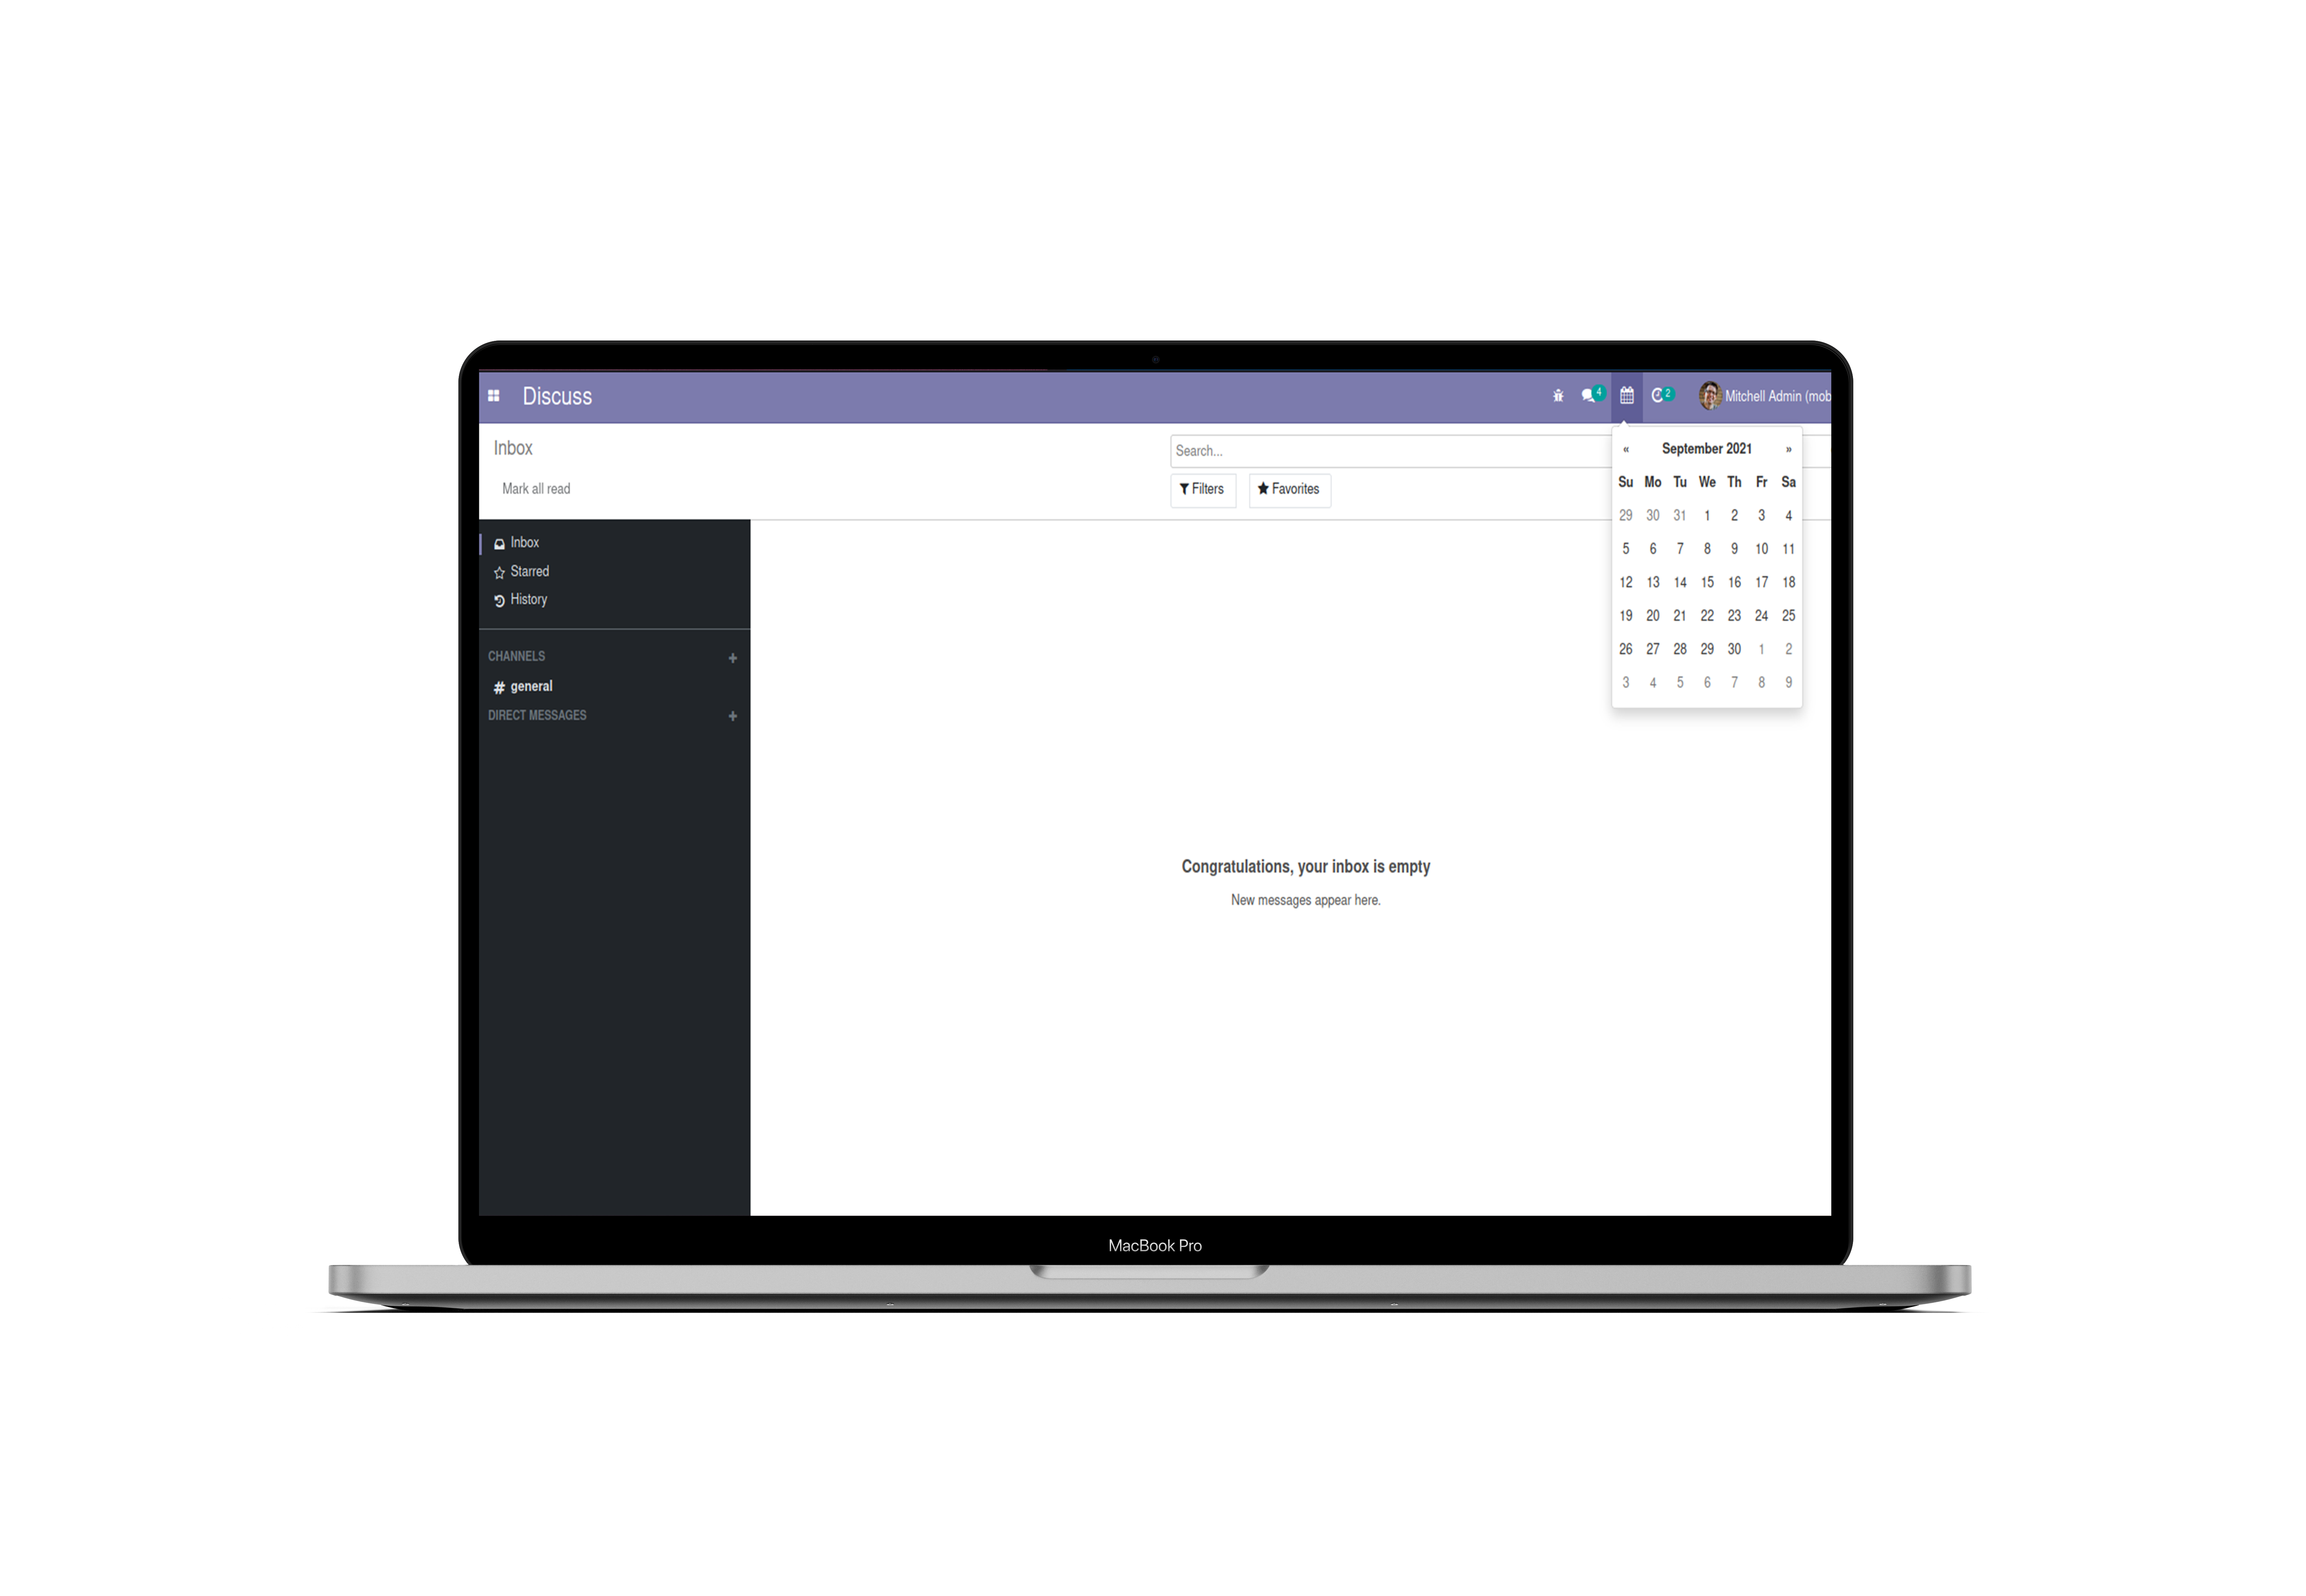 Discuss
4
2
Mitchell Admin (mob
Inbox
Search...
Mark all read
Filters
Favorites
« September 2021 »
Su Mo Tu We Th Fr Sa
29 30 31 1 2 3 4
5 6 7 8 9 10 11
12 13 14 15 16 17 18
19 20 21 22 23 24 25
26 27 28 29 30 1 2
3 4 5 6 7 8 9
Inbox
Starred
History
CHANNELS +
# general
DIRECT MESSAGES +
Congratulations, your inbox is empty
New messages appear here.
MacBook Pro